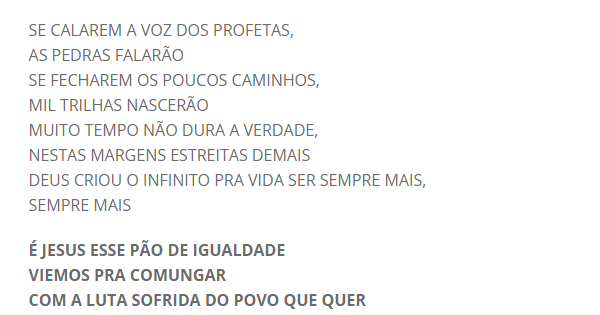 SE CALAREM A VOZ DOS PROFETAS,
AS PEDRAS FALARÃO
SE FECHAREM OS POUCOS CAMINHOS,
MIL TRILHAS NASCERÃO
MUITO TEMPO NÃO DURA A VERDADE,
NESTAS MARGENS ESTREITAS DEMAIS
DEUS CRIOU O INFINITO PRA VIDA SER SEMPRE MAIS,
SEMPRE MAIS
É JESUS ESSE PÃO DE IGUALDADE
VIEMOS PRA COMUNGAR
COM A LUTA SOFRIDA DO POVO QUE QUER